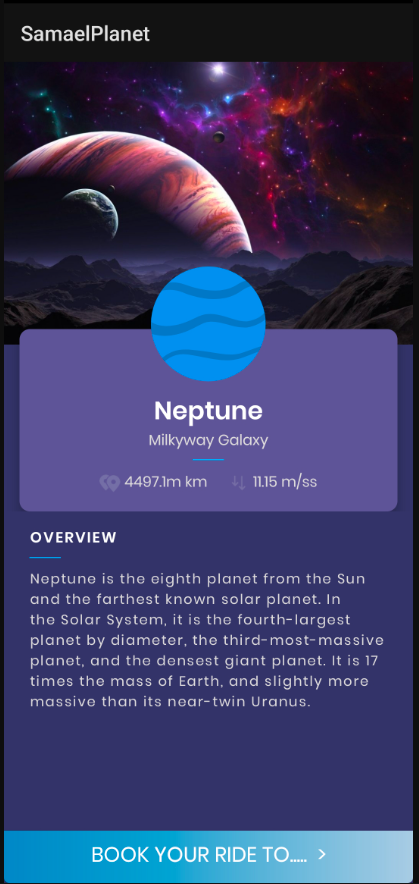 SamaelPlanet
Neptune
Milkyway Galaxy
4497.1m km 11.15 m/ss
OVERVIEW
Neptune is the eighth planet from the Sun
and the farthest known solar planet. In
the Solar System, it is the fourth-largest
planet by diameter, the third-most-massive
planet, and the densest giant planet. It is 17
times the mass of Earth, and slightly more
massive than its near-twin Uranus.
BOOK YOUR RIDE TO..... >